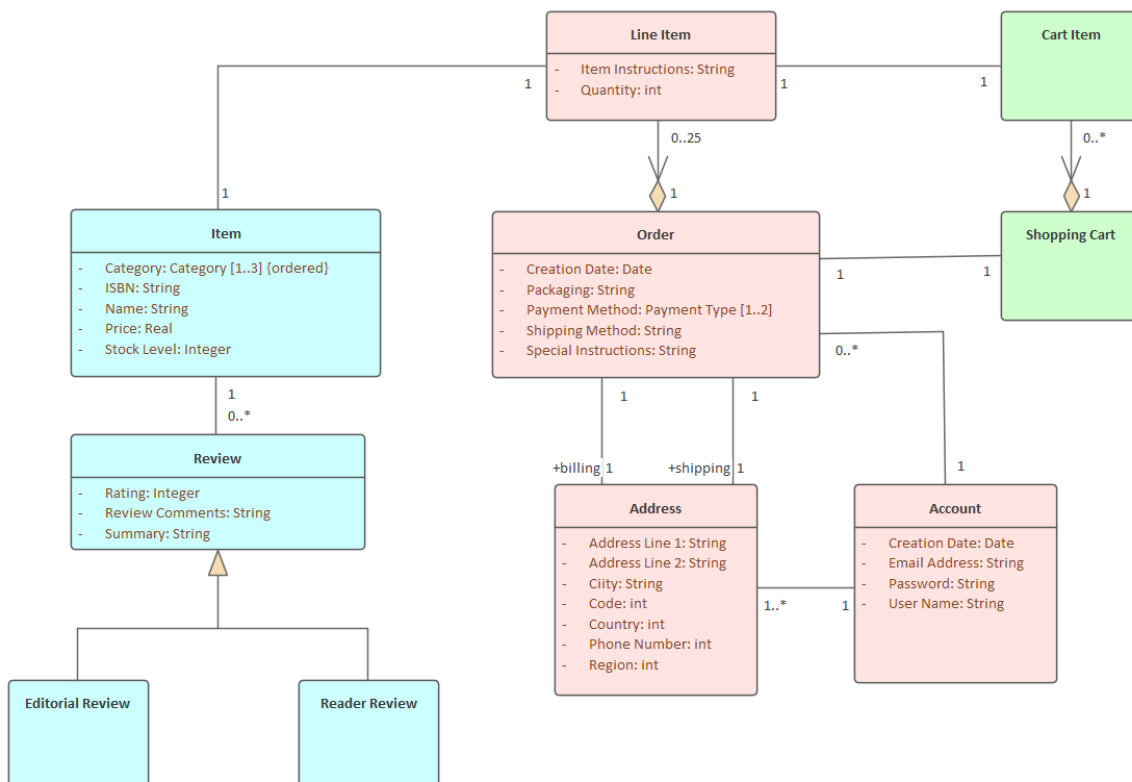 Line Item
- Item Instructions: String
- Quantity: int
Cart Item
1
1
1
1
0..25
0..*
1
1
Item
- Category: Category [1..3] {ordered}
- ISBN: String
- Name: String
- Price: Real
- Stock Level: Integer
Order
- Creation Date: Date
- Packaging: String
- Payment Method: Payment Type [1..2]
- Shipping Method: String
- Special Instructions: String
Shopping Cart
1
1
0..*
1
0..*
1
1
Review
- Rating: Integer
- Review Comments: String
- Summary: String
+billing 1
+shipping 1
1
Address
- Address Line 1: String
- Address Line 2: String
- Ciity: String
- Code: int
- Country: int
- Phone Number: int
- Region: int
1..*
1
Account
- Creation Date: Date
- Email Address: String
- Password: String
- User Name: String
Editorial Review
Reader Review